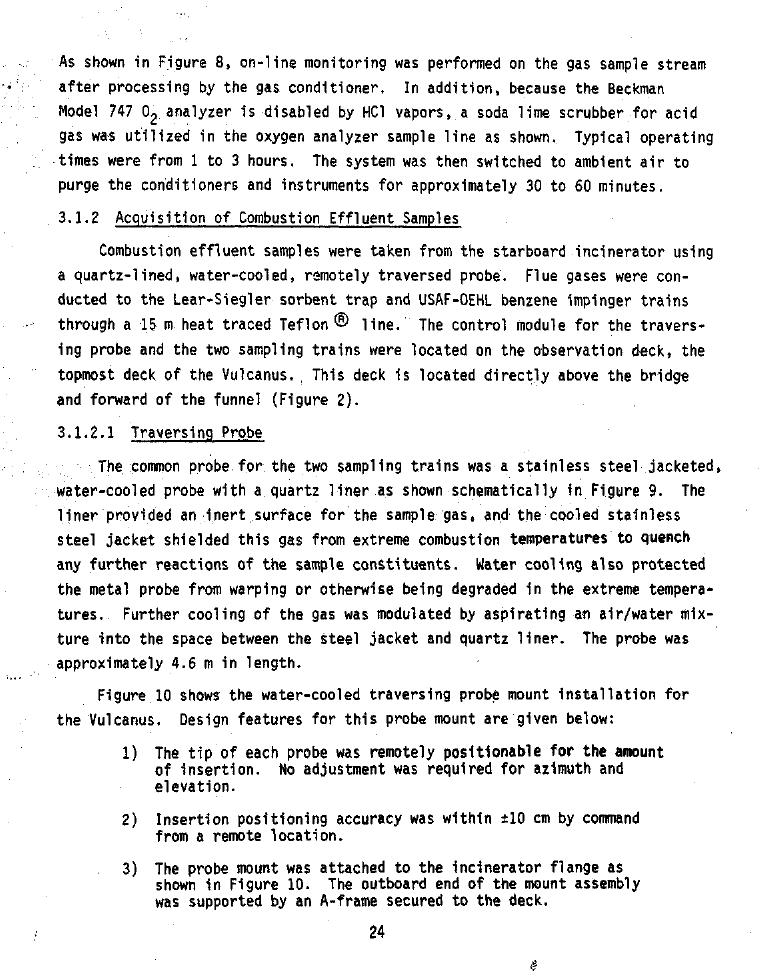 As shown in Figure 8, on-line monitoring was performed on the gas sample stream
after processing by the gas conditioner. In addition, because the Beckman
Model 747 O2 analyzer is disabled by HCl vapors, a soda lime scrubber for acid
gas was utilized in the oxygen analyzer sample line as shown. Typical operating
times were from 1 to 3 hours. The system was then switched to ambient air to
purge the conditioners and instruments for approximately 30 to 60 minutes.
3.1.2 Acquisition of Combustion Effluent Samples
Combustion effluent samples were taken from the starboard incinerator using
a quartz-lined, water-cooled, remotely traversed probe. Flue gases were con-
ducted to the Lear-Siegler sorbent trap and USAF-OEHL benzene impinger trains
through a 15 m heat traced Teflon ® line. The control module for the travers-
ing probe and the two sampling trains were located on the observation deck, the
topmost deck of the Vulcanus. This deck is located directly above the bridge
and forward of the funnel (Figure 2).
3.1.2.1 Traversing Probe
The common probe for the two sampling trains was a stainless steel jacketed,
water-cooled probe with a quartz liner as shown schematically in Figure 9. The
liner provided an inert surface for the sample gas, and the cooled stainless
steel jacket shielded this gas from extreme combustion temperatures to quench
any further reactions of the sample constituents. Water cooling also protected
the metal probe from warping or otherwise being degraded in the extreme tempera-
tures. Further cooling of the gas was modulated by aspirating an air/water mix-
ture into the space between the steel jacket and quartz liner. The probe was
approximately 4.6 m in length.
Figure 10 shows the water-cooled traversing probe mount installation for
the Vulcanus. Design features for this probe mount are given below:
1) The tip of each probe was remotely positionable for the amount
of insertion. No adjustment was required for azimuth and
elevation.
2) Insertion positioning accuracy was within ±10 cm by command
from a remote location.
3) The probe mount was attached to the incinerator flange as
shown in Figure 10. The outboard end of the mount assembly
was supported by an A-frame secured to the deck.
24